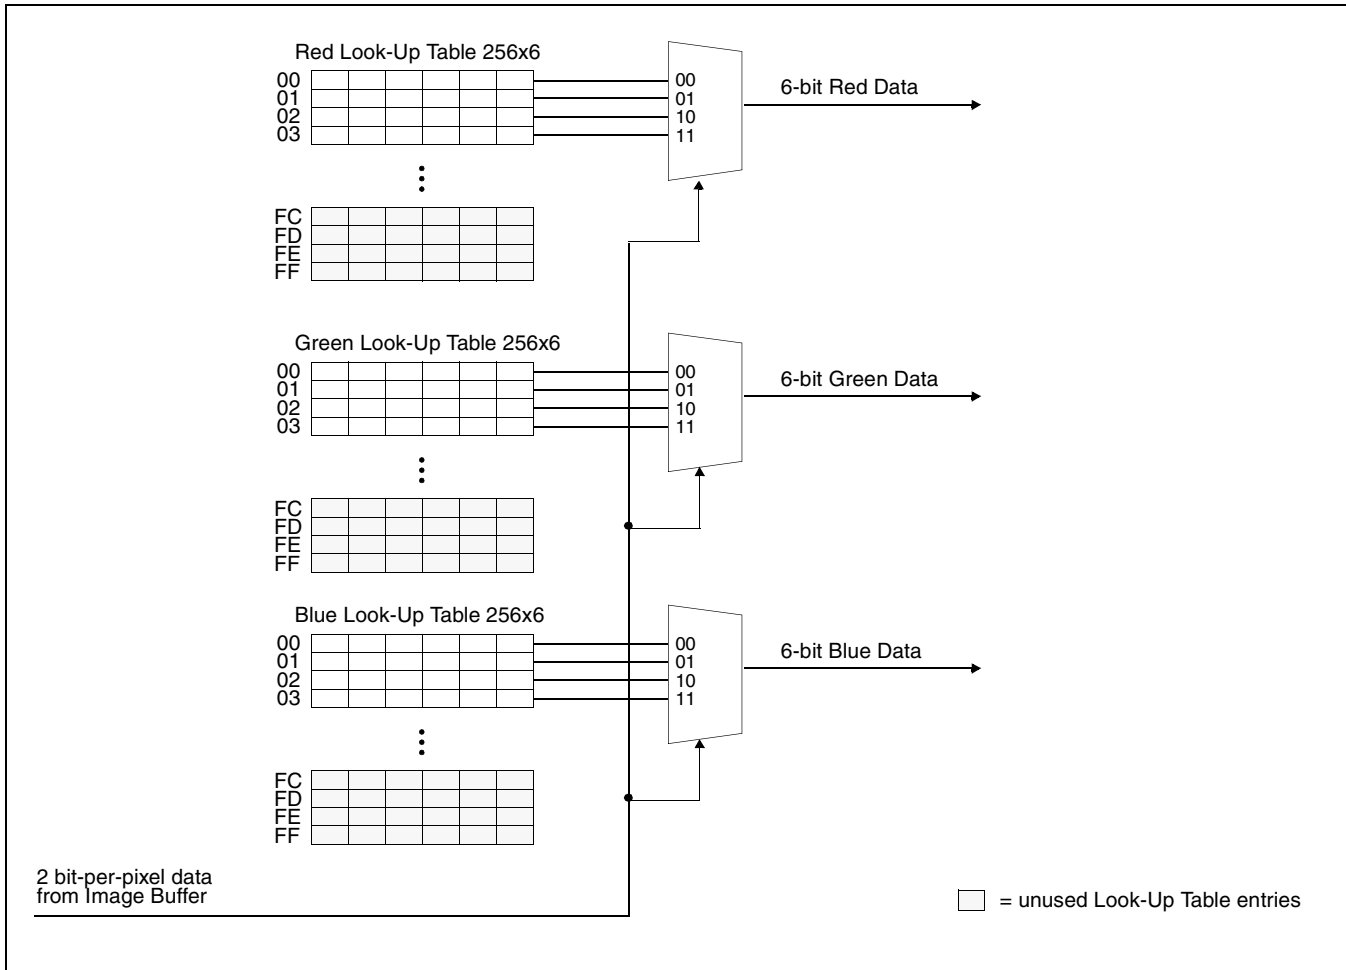 Red Look-Up Table 256x6
00
01
02
03
00
01
10
11
6-bit Red Data
FC
FD
FE
FF
Green Look-Up Table 256x6
00
01
02
03
00
01
10
11
6-bit Green Data
FC
FD
FE
FF
Blue Look-Up Table 256x6
00
01
02
03
00
01
10
11
6-bit Blue Data
FC
FD
FE
FF
2 bit-per-pixel data
from Image Buffer
= unused Look-Up Table entries